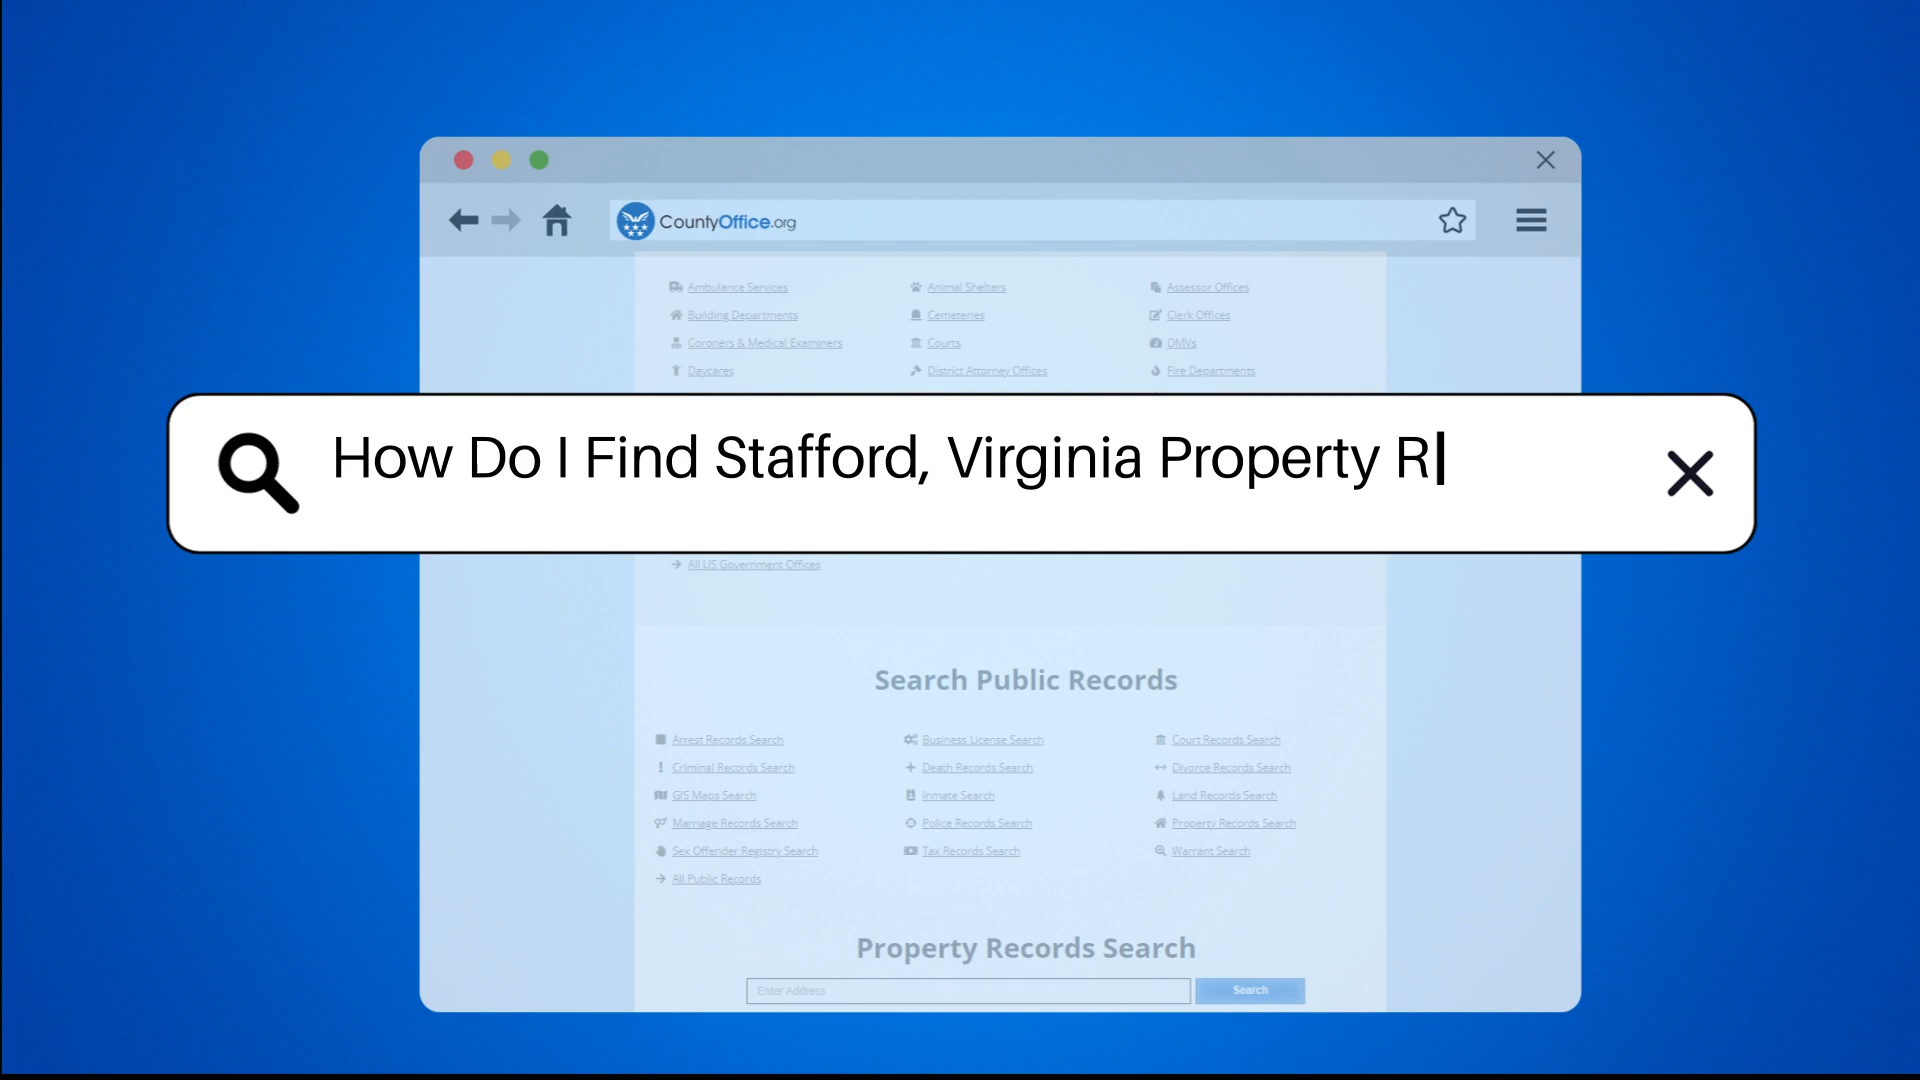 CountyOffice.org
Ambulance Services Animal Shelters Assessor Offices
Building Departments Cemeteries Clerk Offices
Coroners & Medical Examiners Courts DMVs
Daycares District Attorney Offices Fire Departments
How Do I Find Stafford, Virginia Property R
All US Government Offices
Search Public Records
Arrest Records Search Business License Search Court Records Search
Criminal Records Search Death Records Search Divorce Records Search
GIS Maps Search Inmate Search Land Records Search
Marriage Records Search Police Records Search Property Records Search
Sex Offender Registry Search Tax Records Search Warrant Search
All Public Records
Property Records Search
Enter Address Search